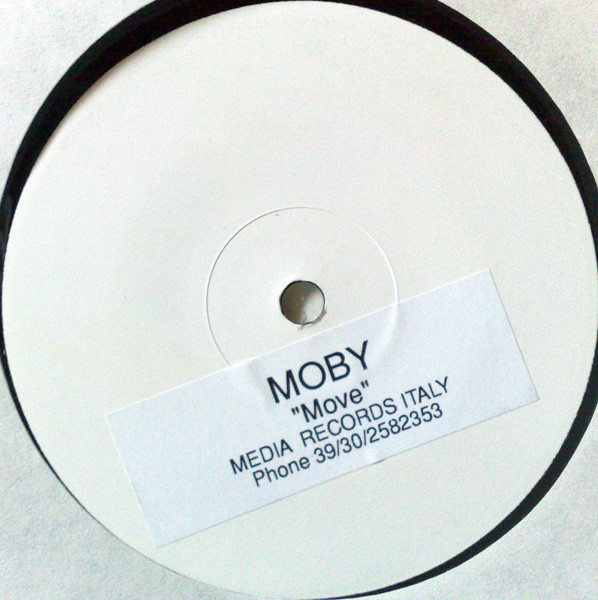 MOBY
"Move"
MEDIA RECORDS ITALY
Phone 39/30/2582353